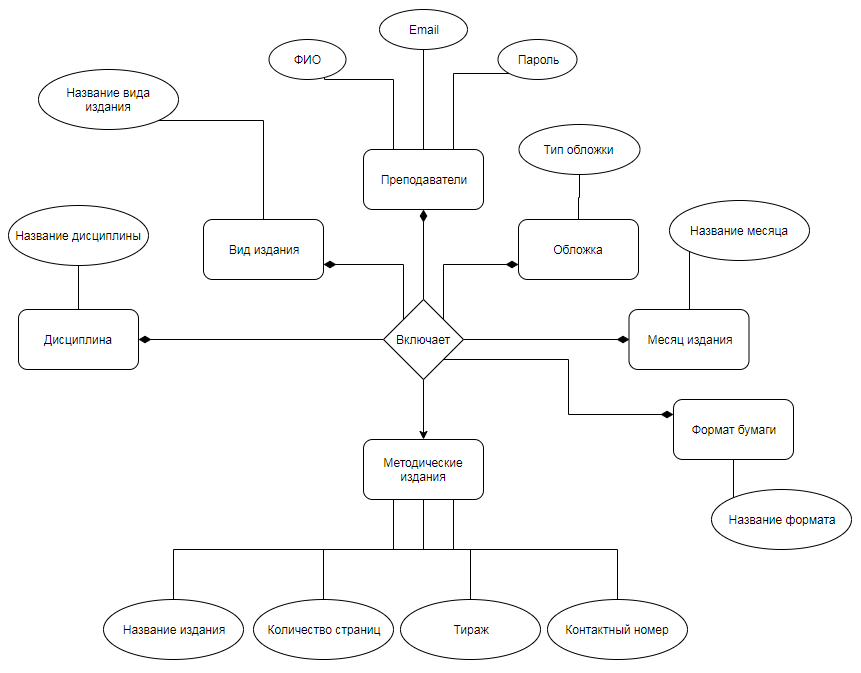 Email
ФИО
Пароль
Название вида
издания
Тип обложки
Преподаватели
Название дисциплины
Вид издания
Обложка
Название месяца
Дисциплина
Включает
Месяц издания
Формат бумаги
Методические
издания
Название формата
Название издания
Количество страниц
Тираж
Контактный номер